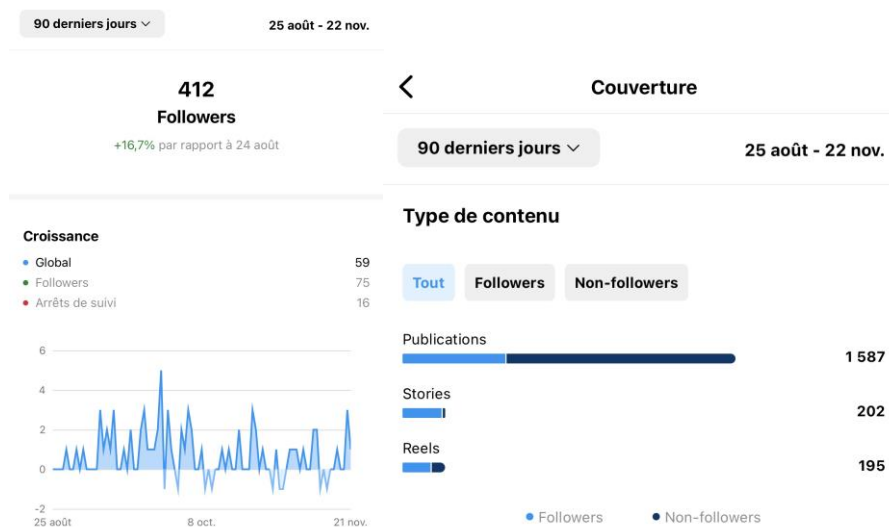 90 derniers jours
25 août - 22 nov.
412
Followers
+16,7% par rapport à 24 août
Croissance
Global 59
Followers 75
Arrêts de suivi 16
6
4
2
0
-2
25 août 8 oct. 21 nov.
Couverture
90 derniers jours
25 août - 22 nov.
Type de contenu
Tout Followers Non-followers
Publications
1 587
Stories
202
Reels
195
Followers Non-followers